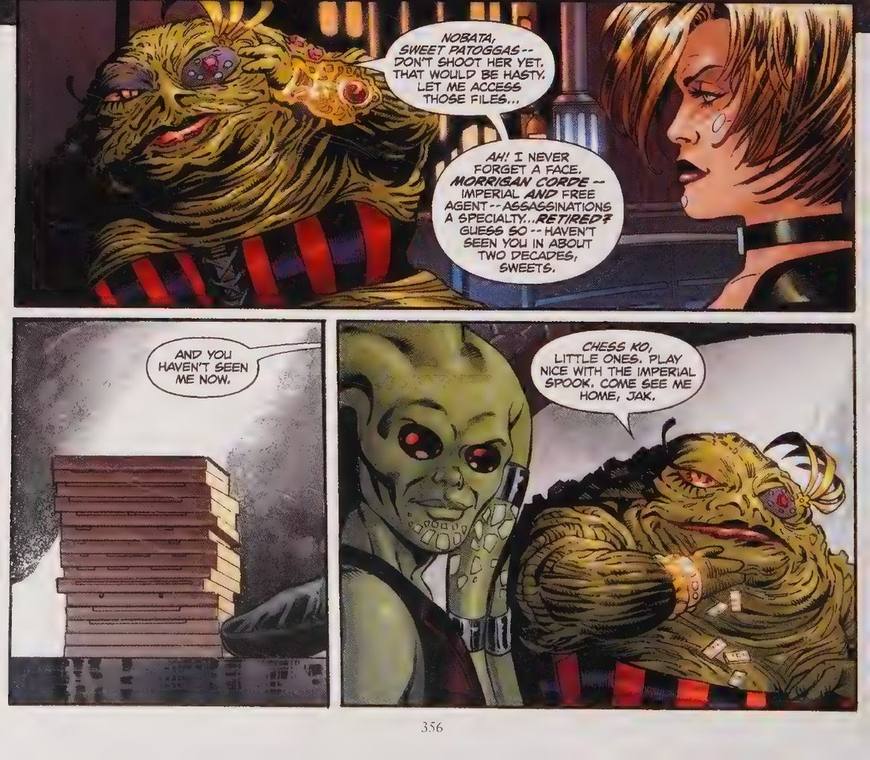 NOBATA,
SWEET PATOGGAS--
DON'T SHOOT HER YET.
THAT WOULD BE HASTY.
LET ME ACCESS
THOSE FILES...
AH! I NEVER
FORGET A FACE.
MORRIGAN CORDE --
IMPERIAL AND FREE
AGENT -- ASSASSINATIONS
A SPECIALTY...RETIRED?
GUESS SO -- HAVEN'T
SEEN YOU IN ABOUT
TWO DECADES,
SWEETS.
AND YOU
HAVEN'T SEEN
ME NOW.
CHESS KO,
LITTLE ONES. PLAY
NICE WITH THE IMPERIAL
SPOOK. COME SEE ME
HOME, JAK.
356